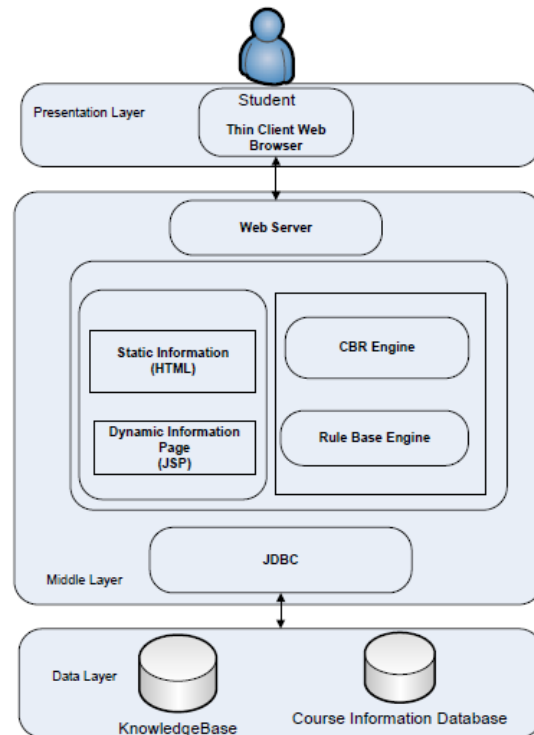 Student
Presentation Layer
Thin Client Web
Browser
Web Server
Static Information
(HTML)
CBR Engine
Dynamic Information
Page
(JSP)
Rule Base Engine
JDBC
Middle Layer
Data Layer
KnowledgeBase
Course Information Database